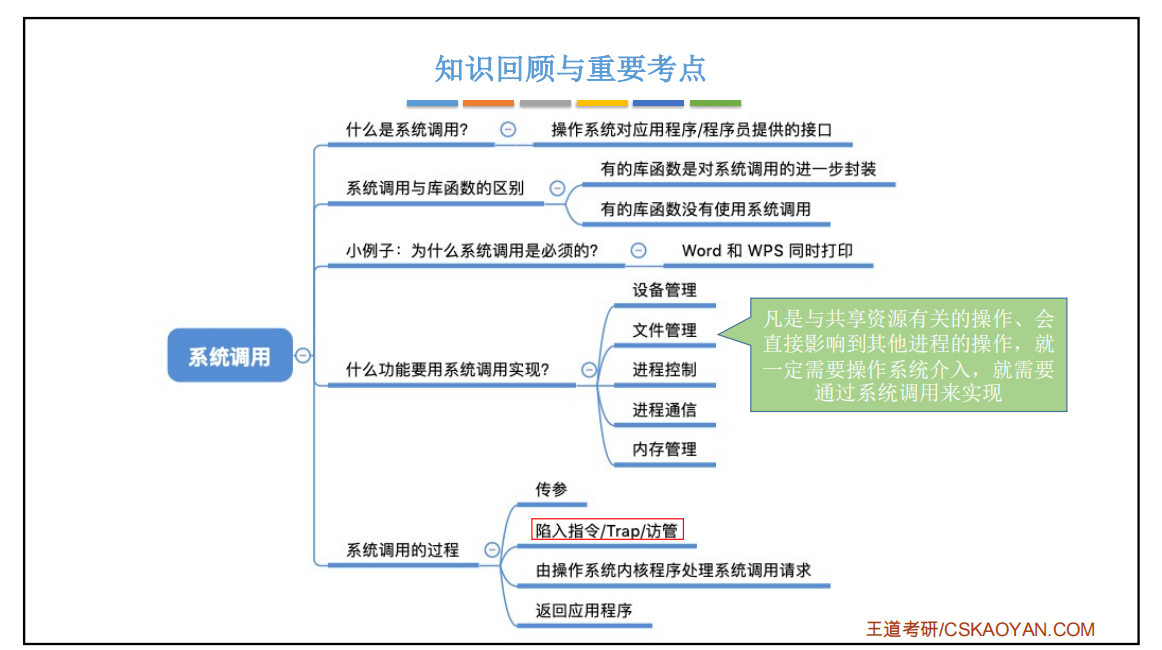 知识回顾与重要考点
什么是系统调用?
操作系统对应用程序/程序员提供的接口
系统调用与库函数的区别
有的库函数是对系统调用的进一步封装
有的库函数没有使用系统调用
小例子：为什么系统调用是必须的?
Word 和 WPS 同时打印
系统调用
什么功能要用系统调用实现?
设备管理
文件管理
进程控制
进程通信
内存管理
凡是与共享资源有关的操作、会
直接影响到其他进程的操作，就
一定需要操作系统介入，就需要
通过系统调用来实现
系统调用的过程
传参
陷入指令/Trap/访管
由操作系统内核程序处理系统调用请求
返回应用程序
王道考研/CSKAOYAN.COM